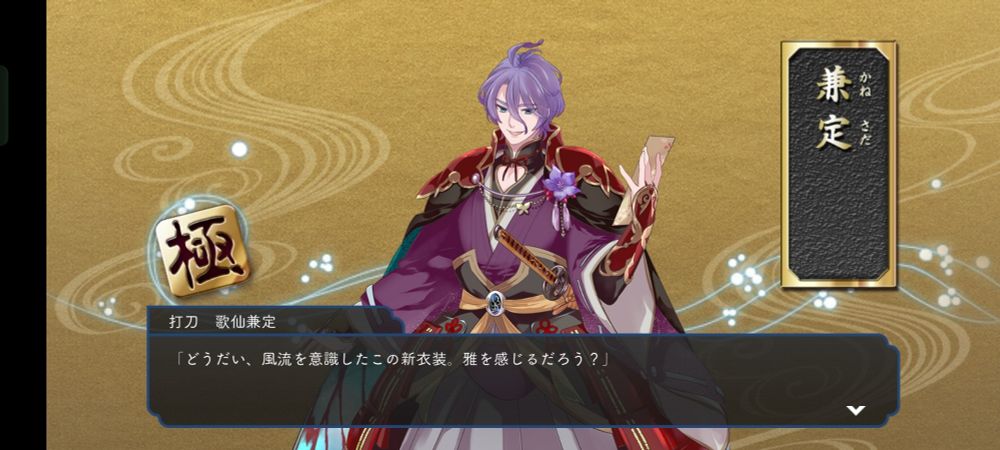 兼定
かねさだ
極
打刀 歌仙兼定
「どうだい、風流を意識したこの新衣装。雅を感じるだろう？」